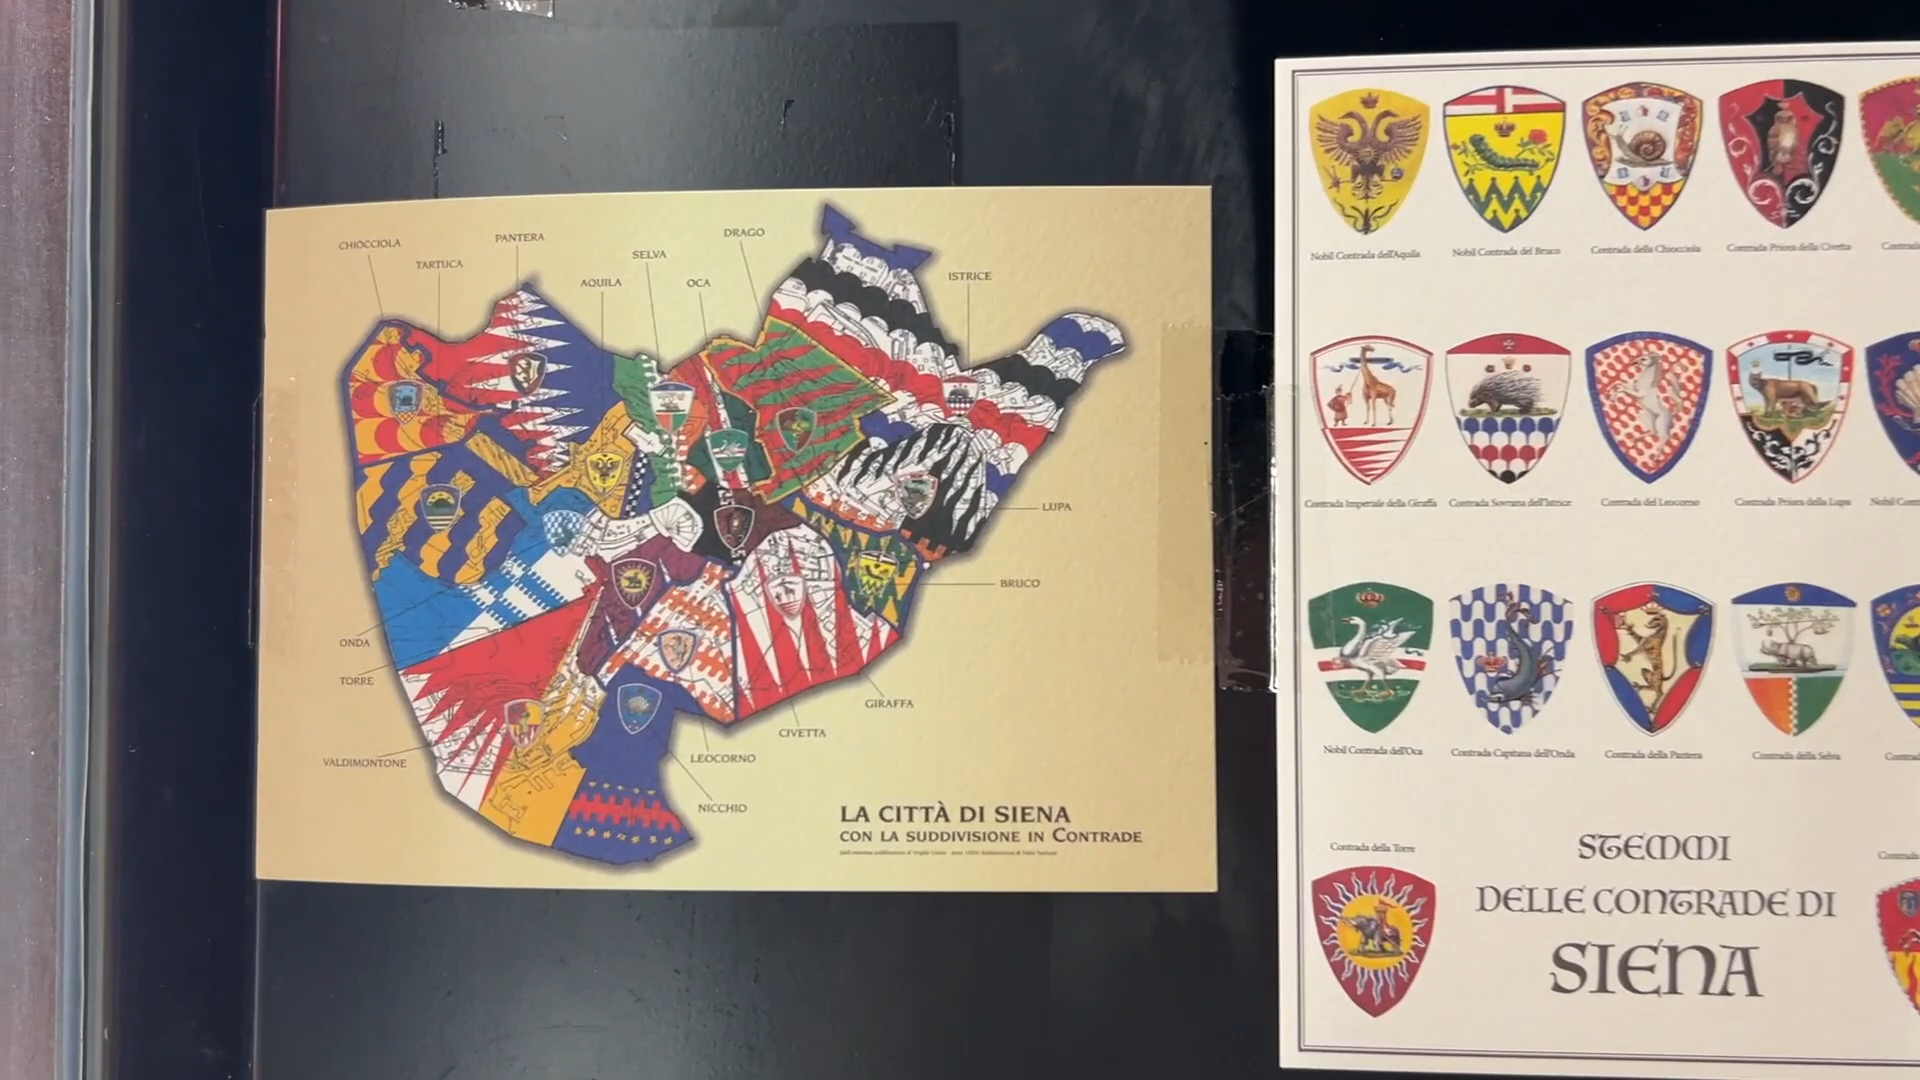 CHIOCCIOLA
TARTUCA
PANTERA
AQUILA
SELVA
OCA
DRAGO
ISTRICE
LUPA
BRUCO
ONDA
TORRE
VALDIMONTONE
GIRAFFA
CIVETTA
LEOCORNO
NICCHIO
LA CITTÀ DI SIENA
CON LA SUDDIVISIONE IN CONTRADE
Nobil Contrada dell'Aquila
Nobil Contrada del Bruco
Contrada della Chiocciola
Contrada Priora della Civetta
Contrada Imperiale della Giraffa
Contrada Sovrana dell'Istrice
Contrada del Leocorno
Contrada Priora della Lupa
Nobil
Nobil Contrada dell'Oca
Contrada Capitana dell'Onda
Contrada della Pantera
Contrada della Selva
Contrada della Torre
STEMMI
DELLE CONTRADE DI
SIENA